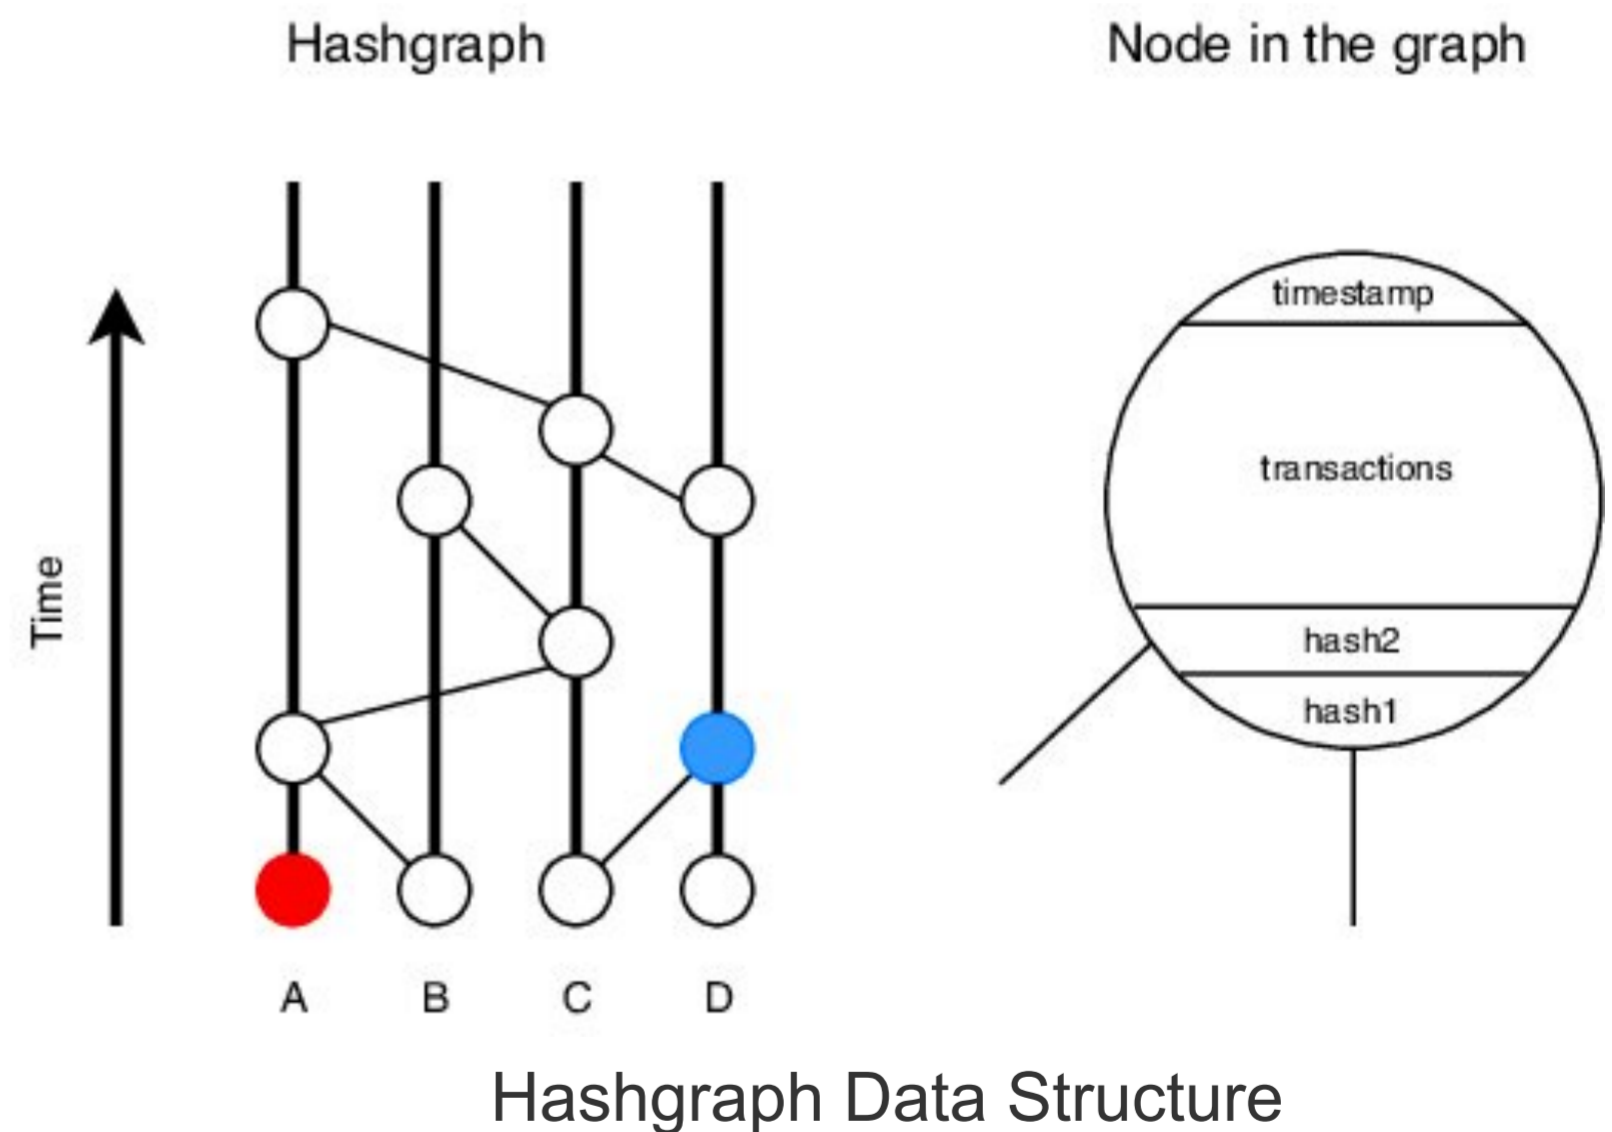 Hashgraph
Node in the graph
Time
timestamp
transactions
hash2
hash1
A B C D
Hashgraph Data Structure